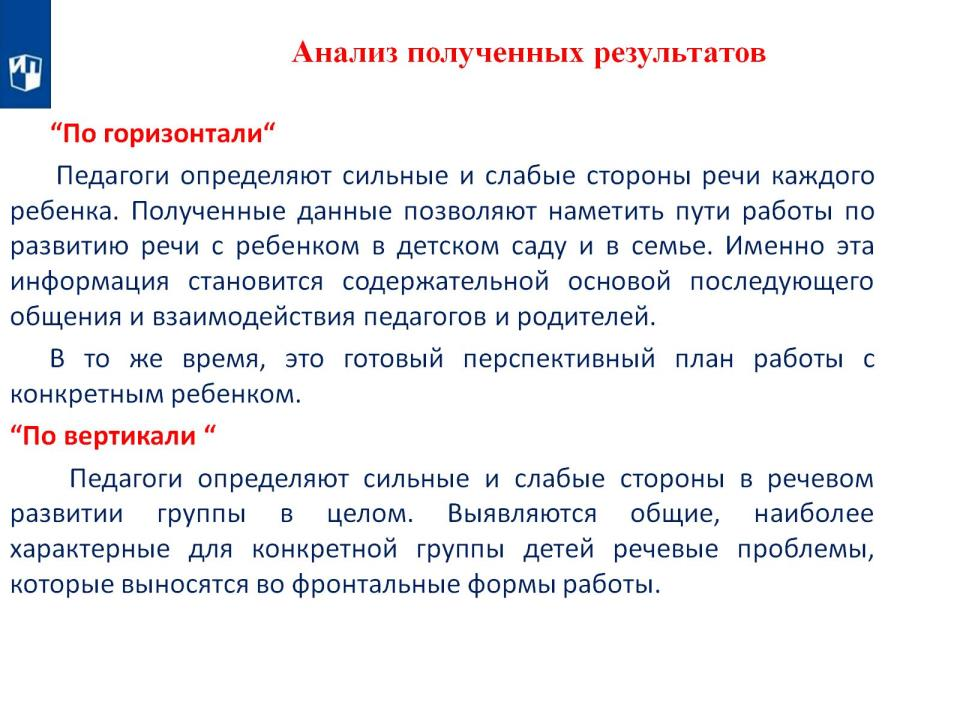 Анализ полученных результатов
“По горизонтали“
Педагоги определяют сильные и слабые стороны речи каждого
ребенка. Полученные данные позволяют наметить пути работы по
развитию речи с ребенком в детском саду и в семье. Именно эта
информация становится содержательной основой последующего
общения и взаимодействия педагогов и родителей.
В то же время, это готовый перспективный план работы с
конкретным ребенком.
“По вертикали “
Педагоги определяют сильные и слабые стороны в речевом
развитии группы в целом. Выявляются общие, наиболее
характерные для конкретной группы детей речевые проблемы,
которые выносятся во фронтальные формы работы.